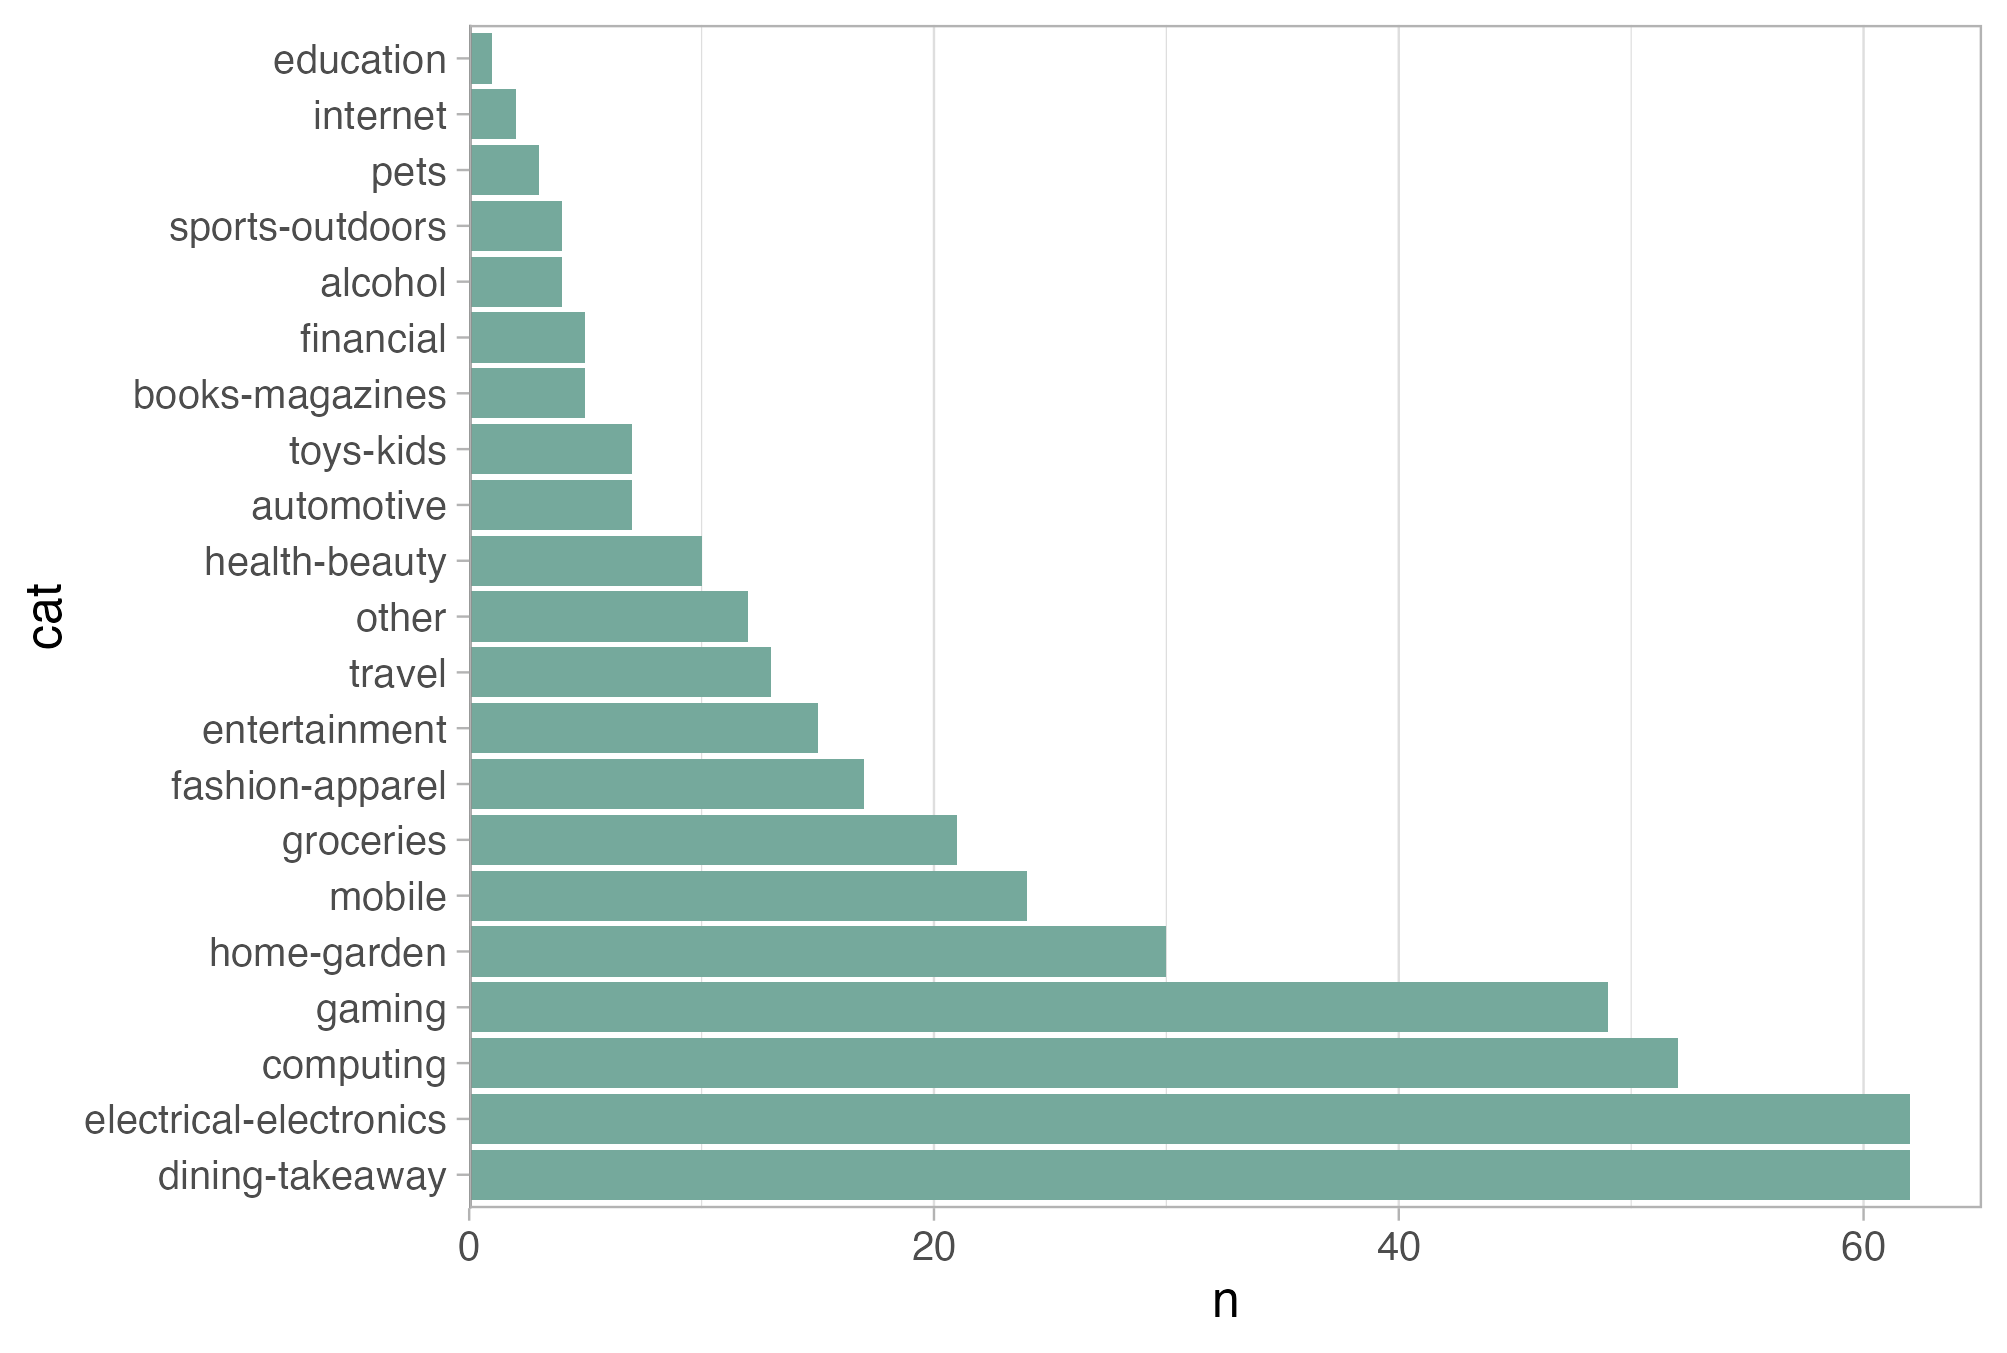 education
internet
pets
sports-outdoors
alcohol
financial
books-magazines
toys-kids
automotive
health-beauty
other
travel
entertainment
fashion-apparel
groceries
mobile
home-garden
gaming
computing
electrical-electronics
dining-takeaway
cat
0 20 40 60
n